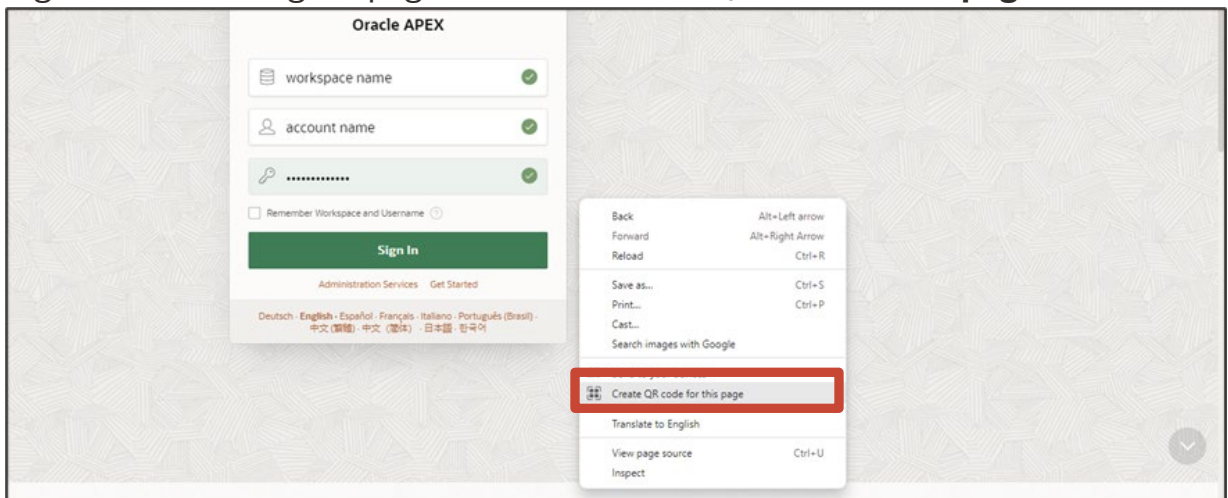 Oracle APEX
workspace name
account name
Remember Workspace and Username
Sign In
Administration Services Get Started
Deutsch · English · Español · Français · Italiano · Português (Brasil) ·
中文 (繁體) · 中文 (简体) · 日本語 · 한국어
Back Alt+Left arrow
Forward Alt+Right Arrow
Reload Ctrl+R
Save as... Ctrl+S
Print... Ctrl+P
Cast...
Search images with Google
Create QR code for this page
Translate to English
View page source Ctrl+U
Inspect